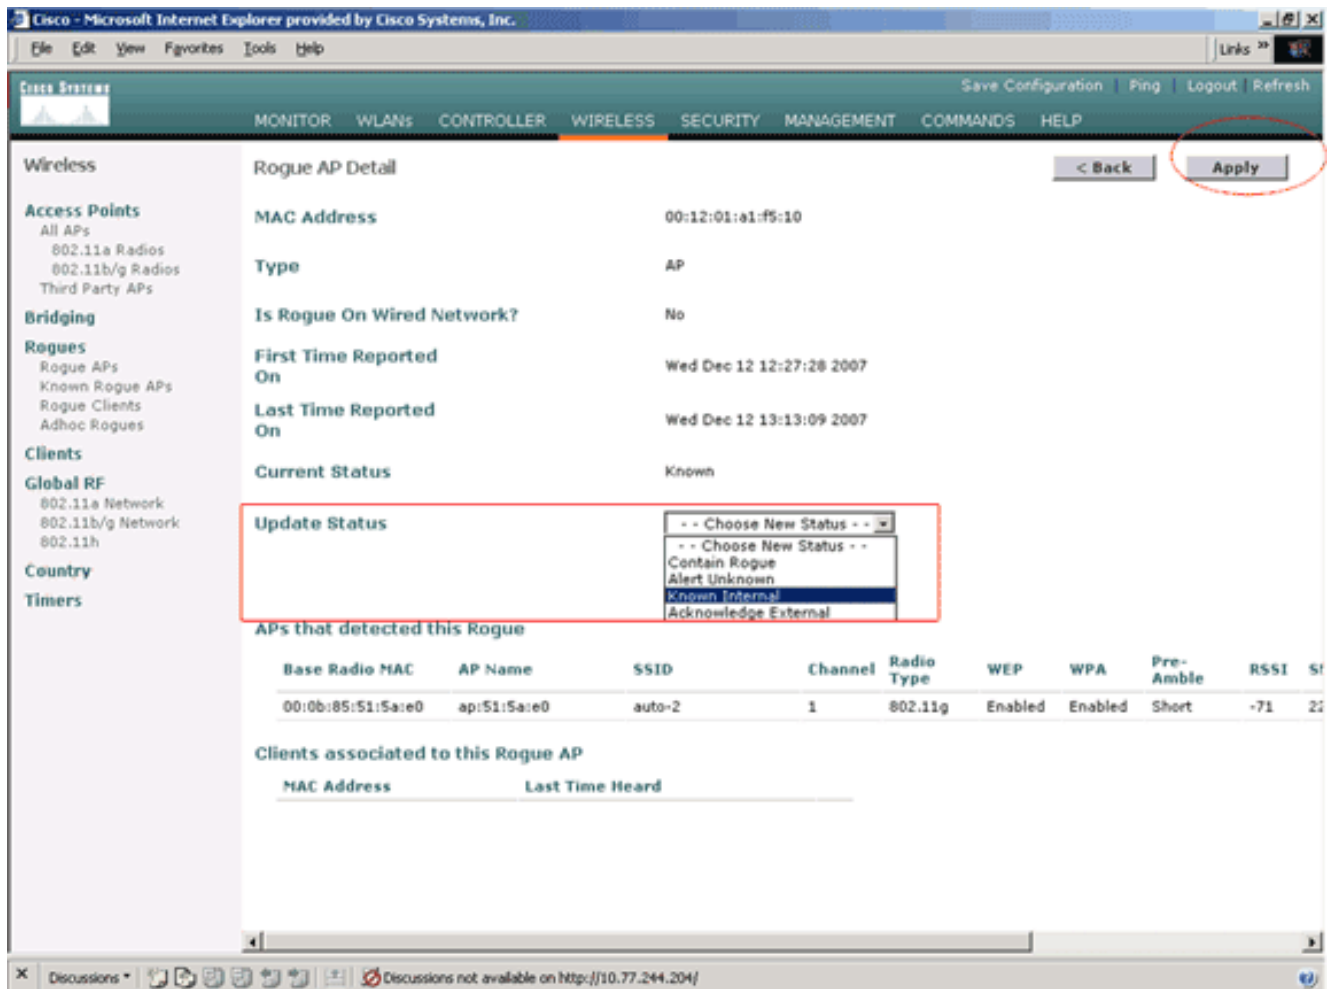 Cisco - Microsoft Internet Explorer provided by Cisco Systems, Inc.
File Edit View Favorites Tools Help
Links »
CISCO SYSTEMS
Save Configuration | Ping | Logout | Refresh
MONITOR WLANs CONTROLLER WIRELESS SECURITY MANAGEMENT COMMANDS HELP
Wireless
Access Points
All APs
802.11a Radios
802.11b/g Radios
Third Party APs
Bridging
Rogues
Rogue APs
Known Rogue APs
Rogue Clients
Adhoc Rogues
Clients
Global RF
802.11a Network
802.11b/g Network
802.11h
Country
Timers
Rogue AP Detail
< Back
Apply
MAC Address 00:12:01:a1:f5:10
Type AP
Is Rogue On Wired Network? No
First Time Reported On Wed Dec 12 12:27:28 2007
Last Time Reported On Wed Dec 12 13:13:09 2007
Current Status Known
Update Status - - Choose New Status - -
- - Choose New Status - -
Contain Rogue
Alert Unknown
Known Internal
Acknowledge External
APs that detected this Rogue
Base Radio MAC AP Name SSID Channel Radio Type WEP WPA Pre-Amble RSSI
00:0b:85:51:5a:e0 ap:51:5a:e0 auto-2 1 802.11g Enabled Enabled Short -71
Clients associated to this Rogue AP
MAC Address Last Time Heard
Discussions
Discussions not available on http://10.77.244.204/